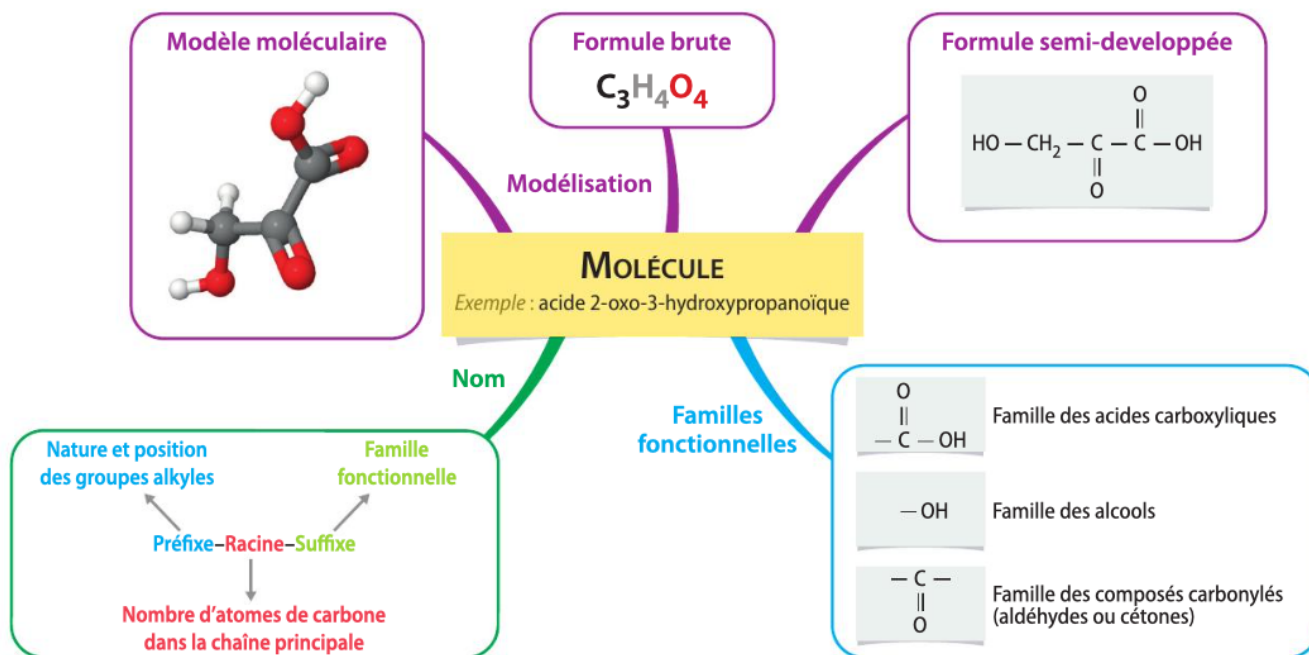 Modèle moléculaire
Formule brute
C₃H₄O₄
Formule semi-developpée
O
||
HO — CH₂ — C — C — OH
||
O
Modélisation
MOLÉCULE
Exemple : acide 2-oxo-3-hydroxypropanoïque
Nom
Nature et position
des groupes alkyles
Famille
fonctionnelle
Préfixe–Racine–Suffixe
Nombre d'atomes de carbone
dans la chaîne principale
Familles
fonctionnelles
O
||
— C — OH
Famille des acides carboxyliques
— OH
Famille des alcools
— C —
||
O
Famille des composés carbonylés
(aldéhydes ou cétones)